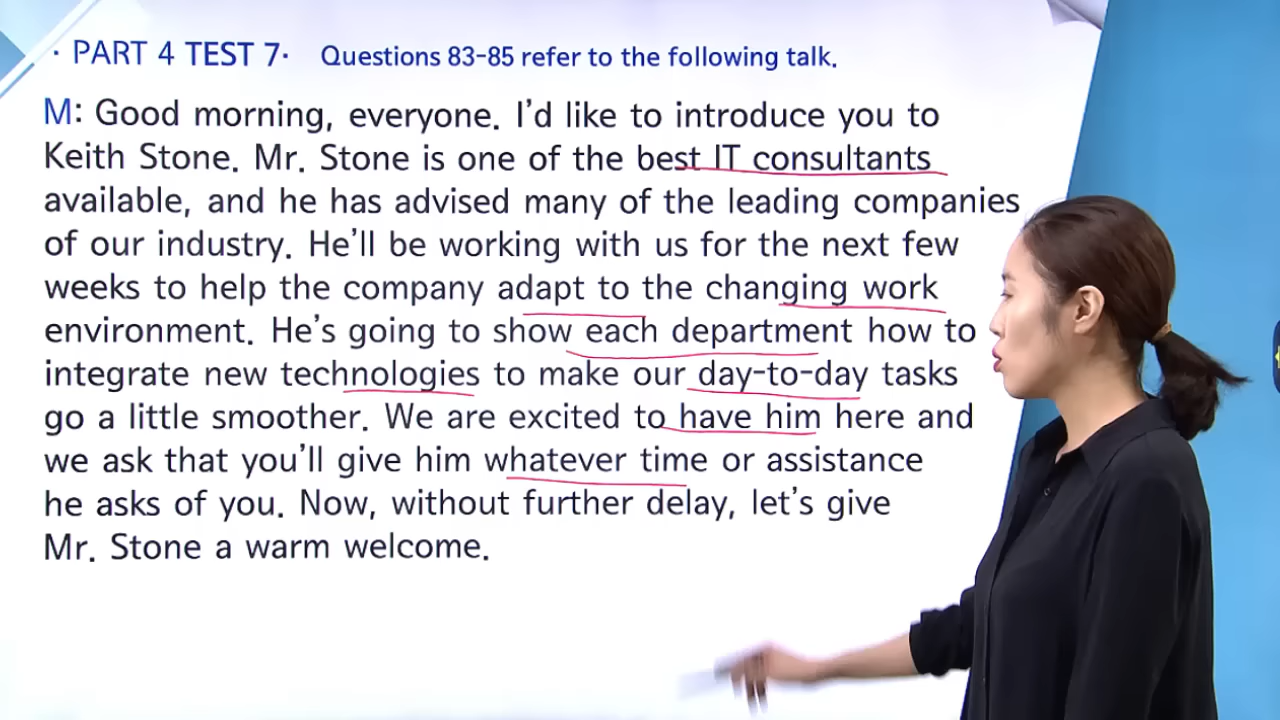 · PART 4 TEST 7· Questions 83-85 refer to the following talk.
M: Good morning, everyone. I'd like to introduce you to
Keith Stone. Mr. Stone is one of the best IT consultants
available, and he has advised many of the leading companies
of our industry. He'll be working with us for the next few
weeks to help the company adapt to the changing work
environment. He's going to show each department how to
integrate new technologies to make our day-to-day tasks
go a little smoother. We are excited to have him here and
we ask that you'll give him whatever time or assistance
he asks of you. Now, without further delay, let's give
Mr. Stone a warm welcome.